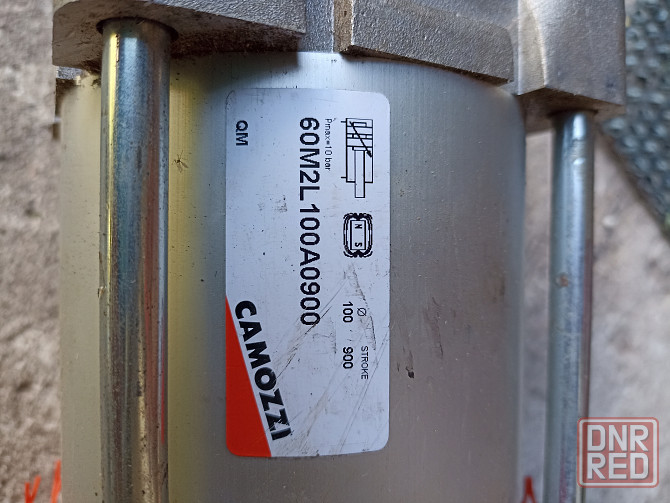 Pmax=10 bar
60M2L100A0900
QM
N S
Ø STROKE
100 / 900
CAMOZZI
DNR
RED